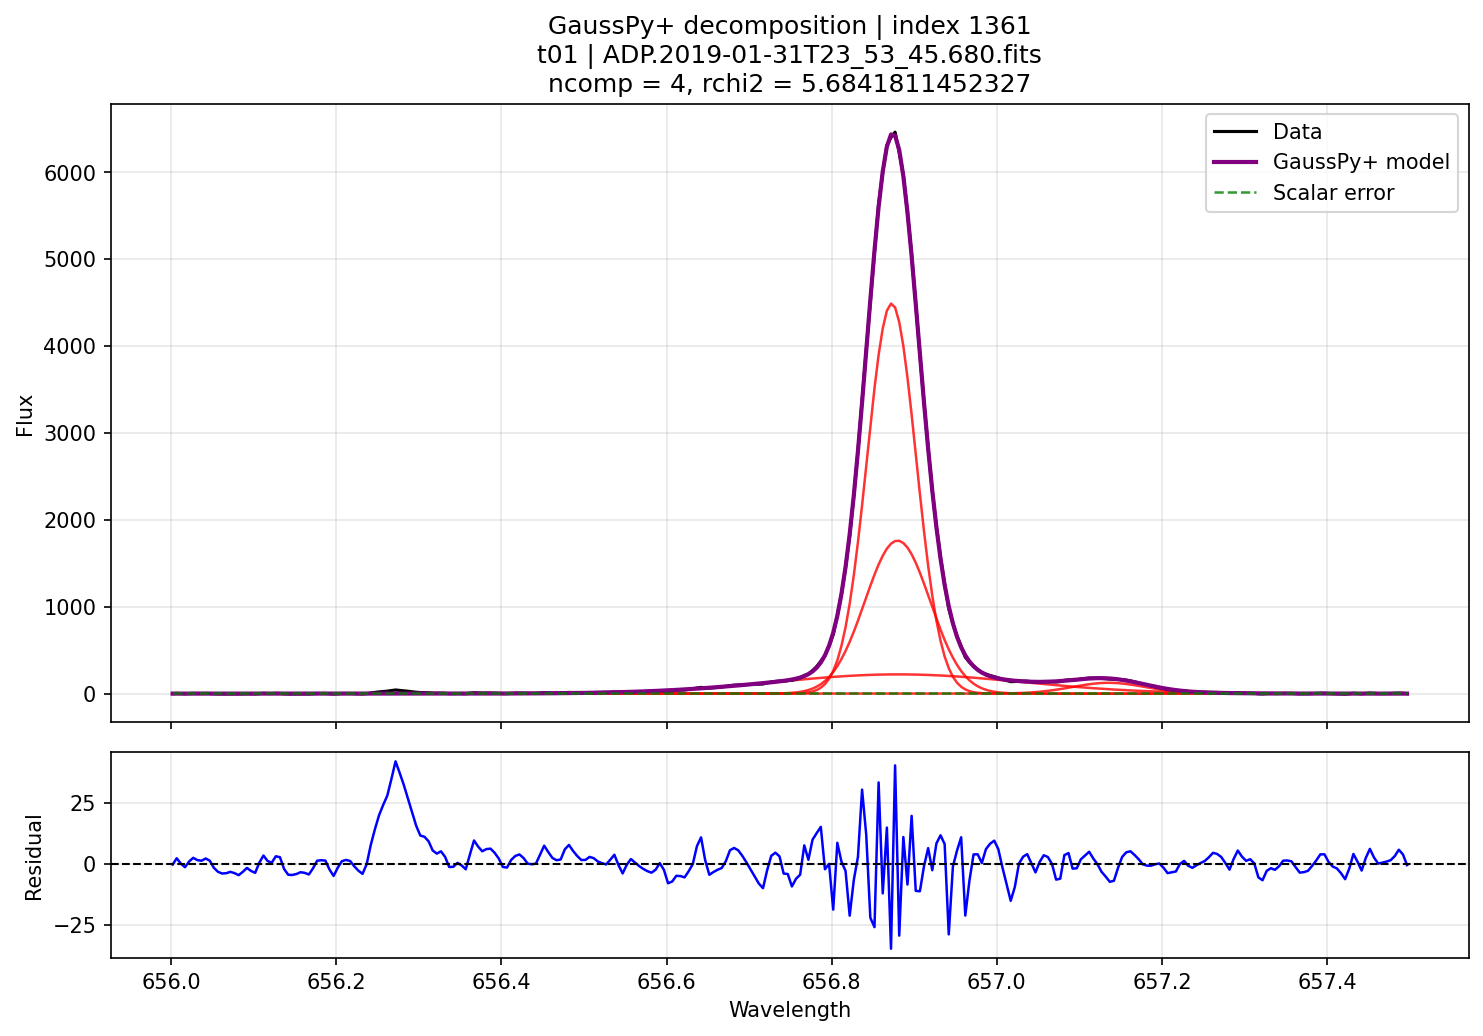 GaussPy+ decomposition | index 1361
t01 | ADP.2019-01-31T23_53_45.680.fits
ncomp = 4, rchi2 = 5.6841811452327
Data
GaussPy+ model
Scalar error
Flux
6000
5000
4000
3000
2000
1000
0
Residual
25
0
−25
656.0 656.2 656.4 656.6 656.8 657.0 657.2 657.4
Wavelength